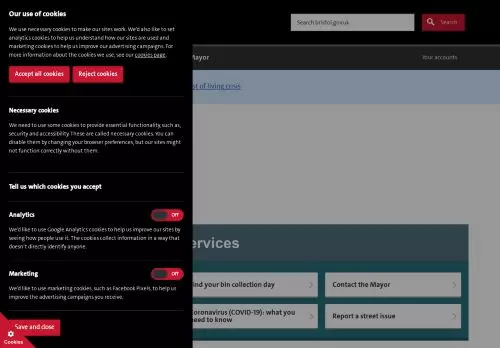 Our use of cookies
We use necessary cookies to make our sites work. We'd also like to set
analytics cookies to help us understand how our sites are used and
marketing cookies to help us improve our advertising campaigns. For
more information about the cookies we use, see our cookies page.
Accept all cookies
Reject cookies
Necessary cookies
We need to use some cookies to provide essential functionality, such as,
security and accessibility. These are called necessary cookies. You can
disable them by changing your browser preferences, but our sites might
not function correctly without them.
Tell us which cookies you accept
Analytics
Off
We'd like to use Google Analytics cookies to help us improve our sites by
seeing how people use it. The cookies collect information in a way that
doesn't directly identify anyone.
Marketing
Off
We'd like to use marketing cookies, such as Facebook Pixels, to help us
improve the advertising campaigns you receive.
Save and close
Cookies
Search bristol.gov.uk
Search
Mayor
Your accounts
st of living crisis
ervices
ind your bin collection day
Contact the Mayor
oronavirus (COVID-19): what you
eed to know
Report a street issue